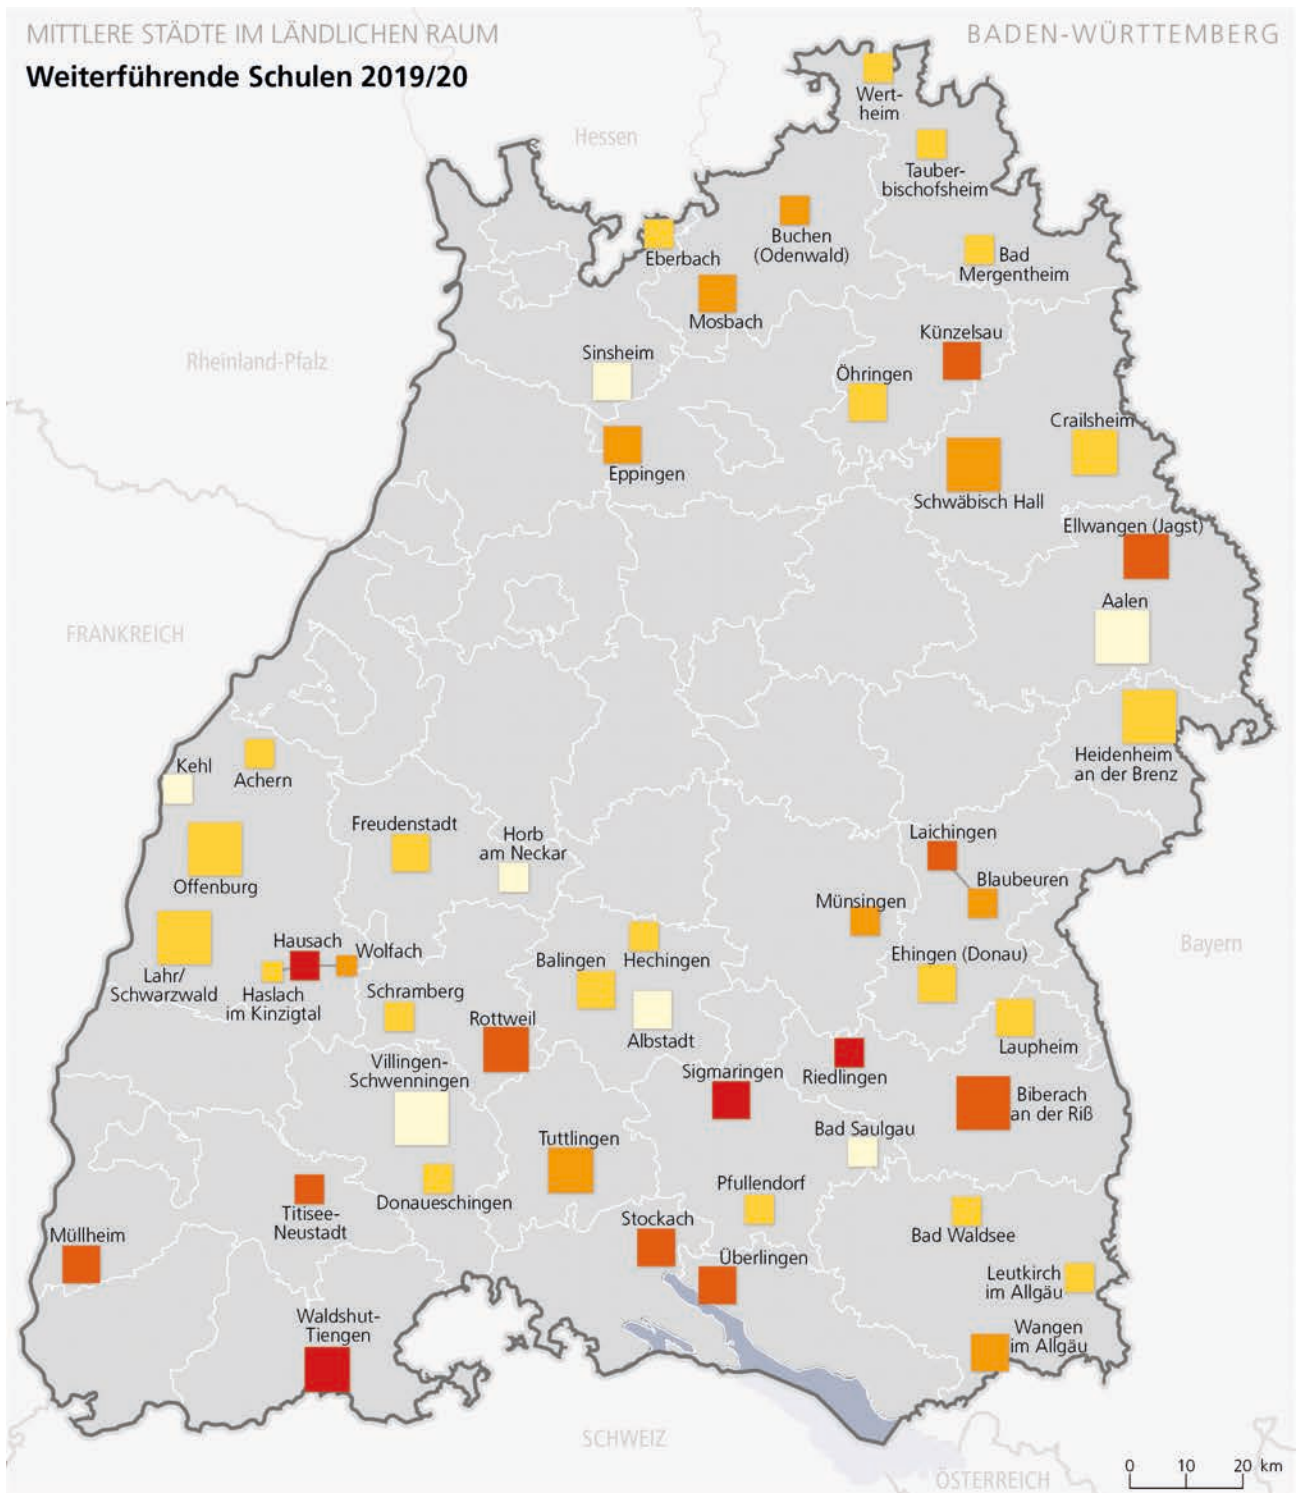 MITTLERE STÄDTE IM LÄNDLICHEN RAUM
BADEN-WÜRTTEMBERG
Weiterführende Schulen 2019/20
Wert-
heim
Hessen
Tauber-
bischofsheim
Buchen
(Odenwald)
Eberbach
Bad
Mergentheim
Mosbach
Künzelsau
Sinsheim
Rheinland-Pfalz
Öhringen
Crailsheim
Eppingen
Schwäbisch Hall
Ellwangen (Jagst)
Aalen
FRANKREICH
Heidenheim
an der Brenz
Kehl
Achern
Freudenstadt
Horb
am Neckar
Laichingen
Offenburg
Blaubeuren
Münsingen
Hausach
Wolfach
Bayern
Balingen
Hechingen
Ehingen (Donau)
Lahr/
Schwarzwald
Haslach
im Kinzigtal
Schramberg
Rottweil
Albstadt
Laupheim
Villingen-
Schwenningen
Sigmaringen
Riedlingen
Biberach
an der Riß
Bad Saulgau
Tuttlingen
Pfullendorf
Donaueschingen
Titisee-
Neustadt
Stockach
Bad Waldsee
Müllheim
Überlingen
Leutkirch
im Allgäu
Waldshut-
Tiengen
Wangen
im Allgäu
SCHWEIZ
ÖSTERREICH
0 10 20 km